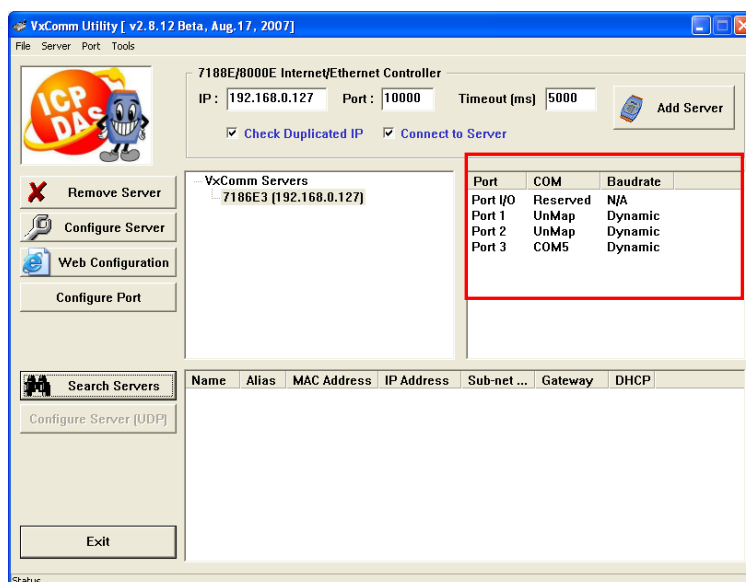 VxComm Utility [ v2.8.12 Beta, Aug.17, 2007]
File Server Port Tools
ICP DAS
7188E/8000E Internet/Ethernet Controller
IP : 192.168.0.127 Port : 10000 Timeout (ms) 5000 Add Server
Check Duplicated IP Connect to Server
Remove Server
Configure Server
Web Configuration
Configure Port
VxComm Servers
7186E3 (192.168.0.127)
Port COM Baudrate
Port I/O Reserved N/A
Port 1 UnMap Dynamic
Port 2 UnMap Dynamic
Port 3 COM5 Dynamic
Search Servers
Configure Server (UDP)
Name Alias MAC Address IP Address Sub-net ... Gateway DHCP
Exit
Status